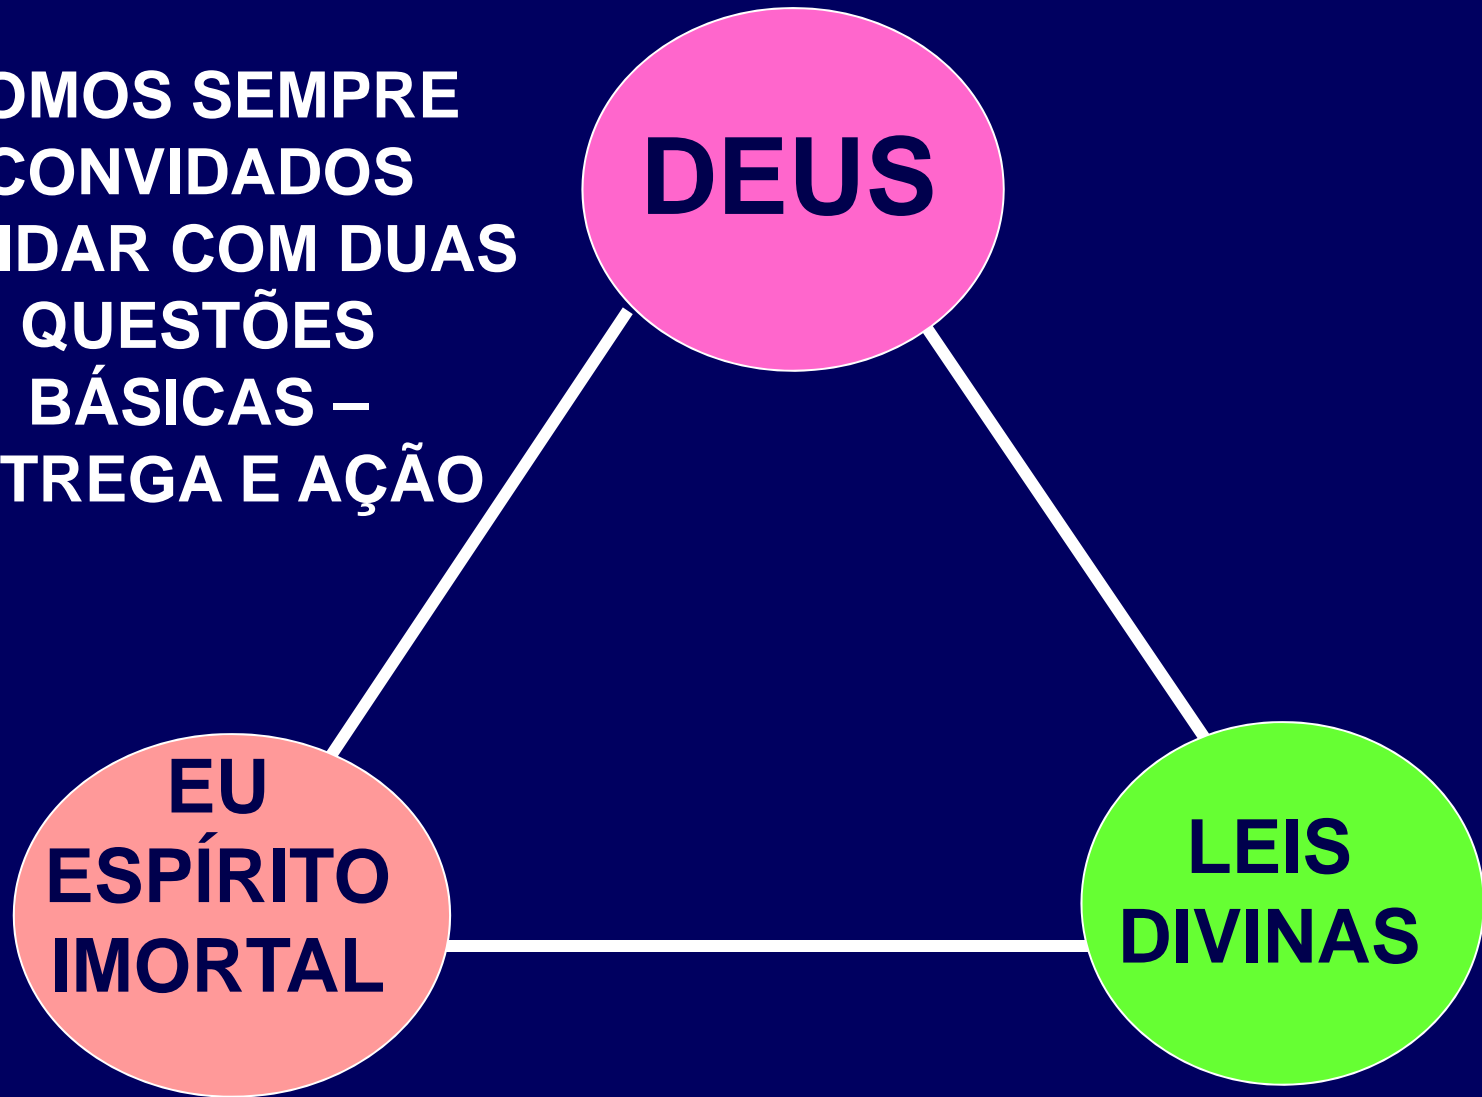 OMOS SEMPRE
CONVIDADOS
IDAR COM DUAS
QUESTÕES
BÁSICAS –
TREGA E AÇÃO
DEUS
EU
ESPÍRITO
IMORTAL
LEIS
DIVINAS